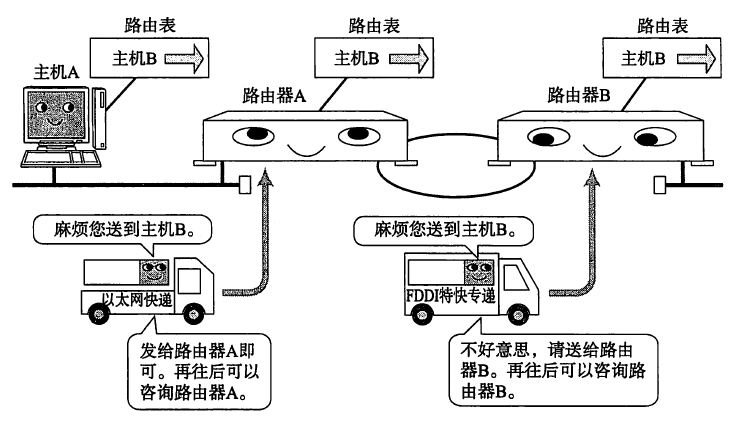 路由表
路由表
路由表
主机B
主机B
主机B
主机A
路由器A
路由器B
麻烦您送到主机B。
麻烦您送到主机B。
以太网快递
FDDI特快专递
发给路由器A即
可。再往后可以
咨询路由器A。
不好意思，请送给路由
器B。再往后可以咨询路
由器B。